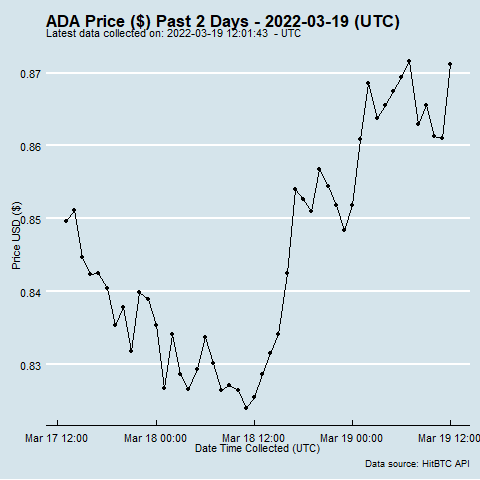 ADA Price ($) Past 2 Days - 2022-03-19 (UTC)
Latest data collected on: 2022-03-19 12:01:43 - UTC
0.87
0.86
0.85
0.84
0.83
Price USD ($)
Mar 17 12:00 Mar 18 00:00 Mar 18 12:00 Mar 19 00:00 Mar 19 12:00
Date Time Collected (UTC)
Data source: HitBTC API